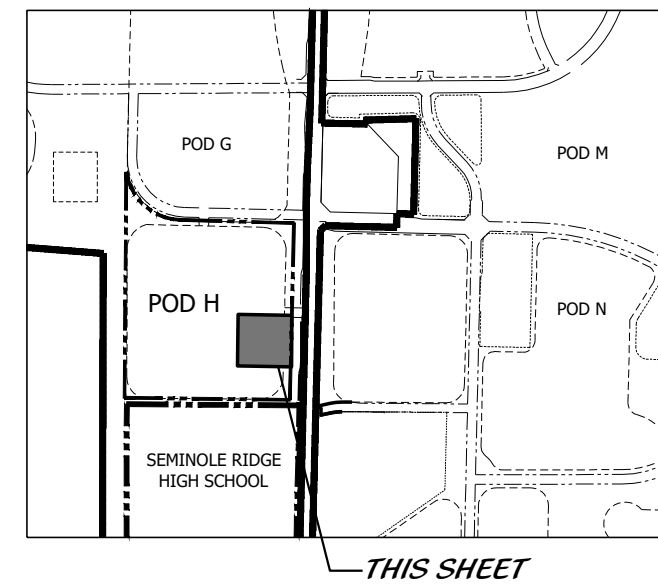 POD G
POD M
POD H
POD N
SEMINOLE RIDGE
HIGH SCHOOL
THIS SHEET